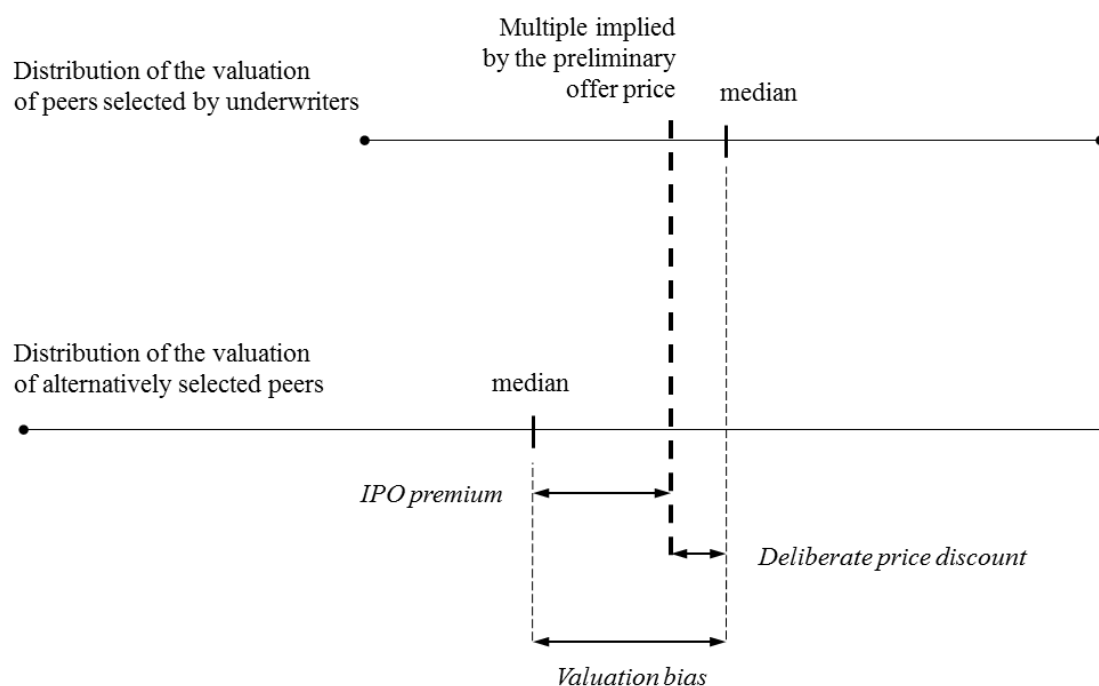 Multiple implied
by the preliminary
offer price
Distribution of the valuation
of peers selected by underwriters
median
Distribution of the valuation
of alternatively selected peers
median
IPO premium
Deliberate price discount
Valuation bias